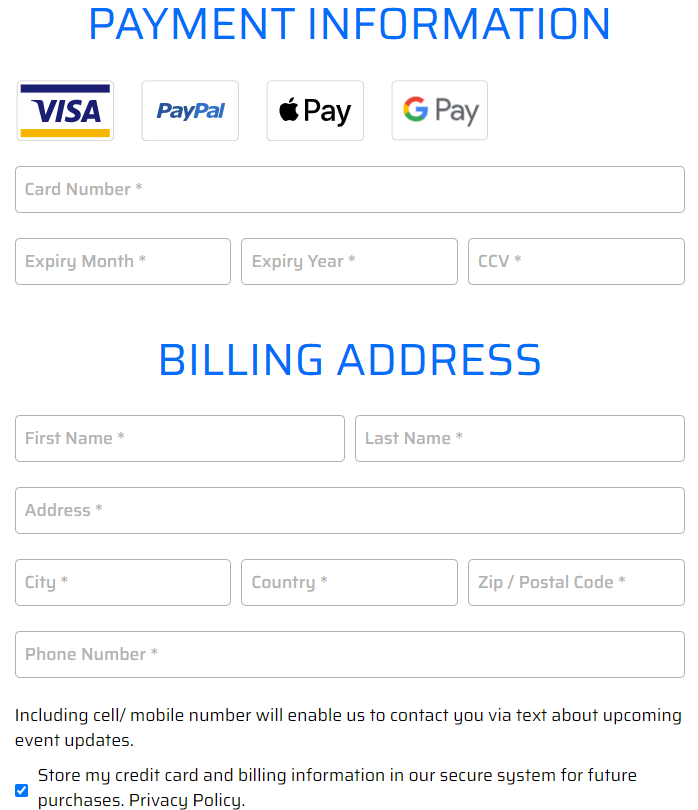 PAYMENT INFORMATION
VISA PayPal Pay G Pay
Card Number *
Expiry Month * Expiry Year * CCV *
BILLING ADDRESS
First Name * Last Name *
Address *
City * Country * Zip / Postal Code *
Phone Number *
Including cell/ mobile number will enable us to contact you via text about upcoming
event updates.
Store my credit card and billing information in our secure system for future
purchases. Privacy Policy.